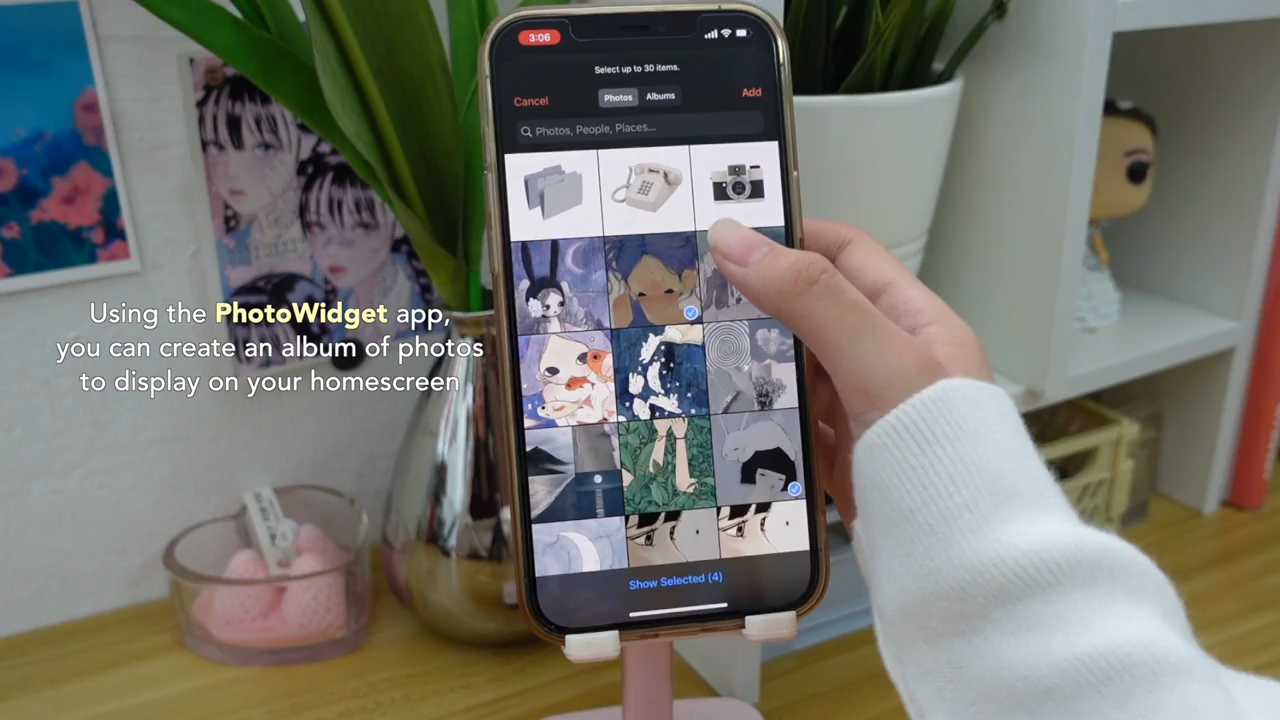 3:06
Select up to 30 items.
Cancel
Photos
Albums
Add
Photos, People, Places...
Using the PhotoWidget app,
you can create an album of photos
to display on your homescreen
Show Selected (4)